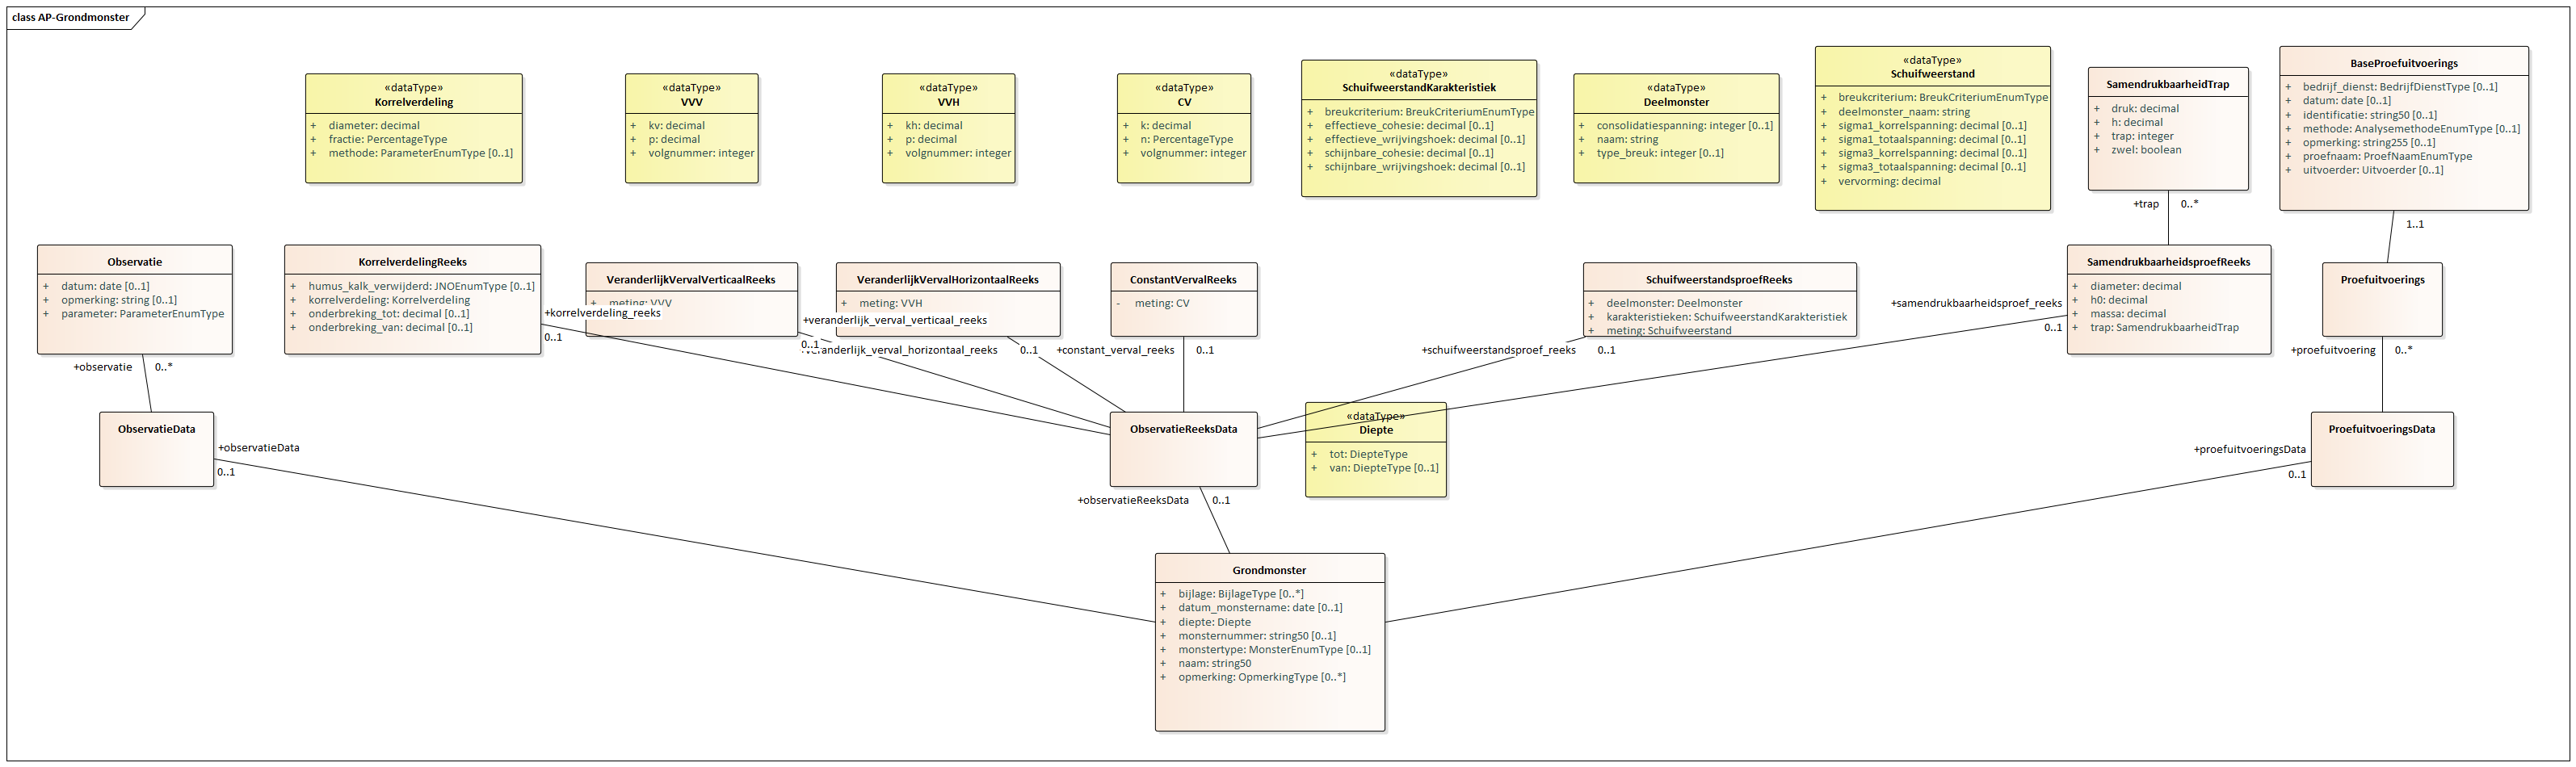 class AP-Grondmonster
«dataType»
Korrelverdeling
+ diameter: decimal
+ fractie: PercentageType
+ methode: ParameterEnumType [0..1]
«dataType»
VVV
+ kv: decimal
+ p: decimal
+ volgnummer: integer
«dataType»
VVH
+ kh: decimal
+ p: decimal
+ volgnummer: integer
«dataType»
CV
+ k: decimal
+ n: PercentageType
+ volgnummer: integer
«dataType»
SchuifweerstandKarakteristiek
+ breukcriterium: BreukCriteriumEnumType
+ effectieve_cohesie: decimal [0..1]
+ effectieve_wrijvingshoek: decimal [0..1]
+ schijnbare_cohesie: decimal [0..1]
+ schijnbare_wrijvingshoek: decimal [0..1]
«dataType»
Deelmonster
+ consolidatiespanning: integer [0..1]
+ naam: string
+ type_breuk: integer [0..1]
«dataType»
Schuifweerstand
+ breukcriterium: BreukCriteriumEnumType
+ deelmonster_naam: string
+ sigma1_korrelspanning: decimal [0..1]
+ sigma1_totaalspanning: decimal [0..1]
+ sigma3_korrelspanning: decimal [0..1]
+ sigma3_totaalspanning: decimal [0..1]
+ vervorming: decimal
SamendrukbaarheidTrap
+ druk: decimal
+ h: decimal
+ trap: integer
+ zwel: boolean
+trap 0..*
BaseProefuitvoerings
+ bedrijf_dienst: BedrijfDienstType [0..1]
+ datum: date [0..1]
+ identificatie: string50 [0..1]
+ methode: AnalysemethodeEnumType [0..1]
+ opmerking: string255 [0..1]
+ proefnaam: ProefNaamEnumType
+ uitvoerder: Uitvoerder [0..1]
1..1
Observatie
+ datum: date [0..1]
+ opmerking: string [0..1]
+ parameter: ParameterEnumType
+observatie 0..*
KorrelverdelingReeks
+ humus_kalk_verwijderd: JNOEnumType [0..1]
+ korrelverdeling: Korrelverdeling
+ onderbreking_tot: decimal [0..1]
+ onderbreking_van: decimal [0..1]
+korrelverdeling_reeks
0..1
VeranderlijkVervalVerticaalReeks
+ meting: VVV
+veranderlijk_verval_verticaal_reeks
0..1
VeranderlijkVervalHorizontaalReeks
+ meting: VVH
+veranderlijk_verval_horizontaal_reeks 0..1
ConstantVervalReeks
- meting: CV
+constant_verval_reeks 0..1
SchuifweerstandsproefReeks
+ deelmonster: Deelmonster
+ karakteristieken: SchuifweerstandKarakteristiek
+ meting: Schuifweerstand
+schuifweerstandsproef_reeks 0..1
SamendrukbaarheidsproefReeks
+ diameter: decimal
+ h0: decimal
+ massa: decimal
+ trap: SamendrukbaarheidTrap
+samendrukbaarheidsproef_reeks
0..1
Proefuitvoerings
+proefuitvoering 0..*
ObservatieData
+observatieData
0..1
ObservatieReeksData
+observatieReeksData 0..1
«dataType»
Diepte
+ tot: DiepteType
+ van: DiepteType [0..1]
ProefuitvoeringsData
+proefuitvoeringsData
0..1
Grondmonster
+ bijlage: BijlageType [0..*]
+ datum_monstername: date [0..1]
+ diepte: Diepte
+ monsternummer: string50 [0..1]
+ monstertype: MonsterEnumType [0..1]
+ naam: string50
+ opmerking: OpmerkingType [0..*]